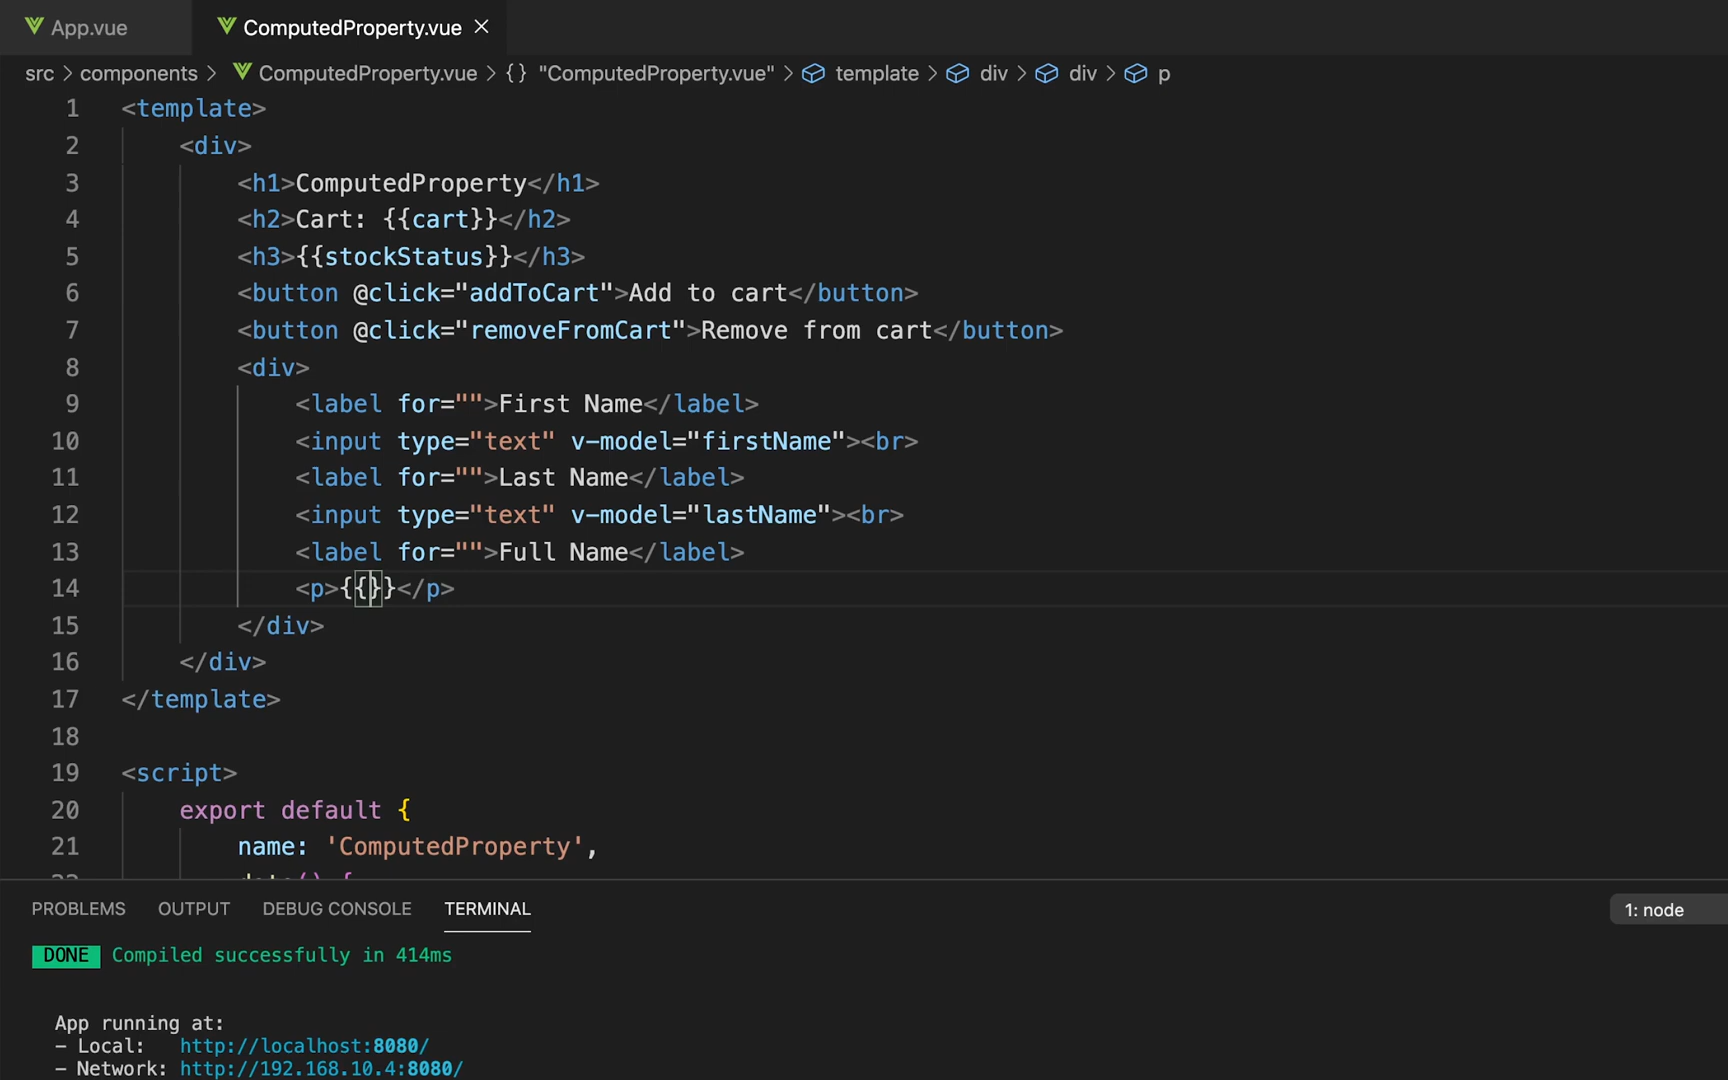 App.vue
ComputedProperty.vue ×
src > components > ComputedProperty.vue > {} "ComputedProperty.vue" > template > div > div > p
1 <template>
2 <div>
3 <h1>ComputedProperty</h1>
4 <h2>Cart: {{cart}}</h2>
5 <h3>{{stockStatus}}</h3>
6 <button @click="addToCart">Add to cart</button>
7 <button @click="removeFromCart">Remove from cart</button>
8 <div>
9 <label for="">First Name</label>
10 <input type="text" v-model="firstName"><br>
11 <label for="">Last Name</label>
12 <input type="text" v-model="lastName"><br>
13 <label for="">Full Name</label>
14 <p>{{}}</p>
15 </div>
16 </div>
17 </template>
18
19 <script>
20 export default {
21 name: 'ComputedProperty',
PROBLEMS OUTPUT DEBUG CONSOLE TERMINAL 1: node
DONE Compiled successfully in 414ms
App running at:
- Local: http://localhost:8080/
- Network: http://192.168.10.4:8080/